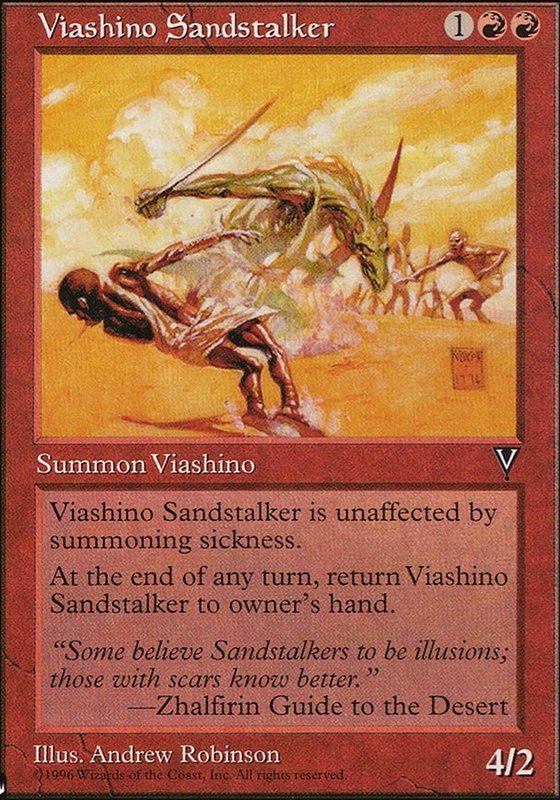 Viashino Sandstalker 1
Summon Viashino
Viashino Sandstalker is unaffected by
summoning sickness.
At the end of any turn, return Viashino
Sandstalker to owner's hand.
“Some believe Sandstalkers to be illusions;
those with scars know better.”
—Zhalfirin Guide to the Desert
Illus. Andrew Robinson
©1996 Wizards of the Coast, Inc. All rights reserved.
4/2